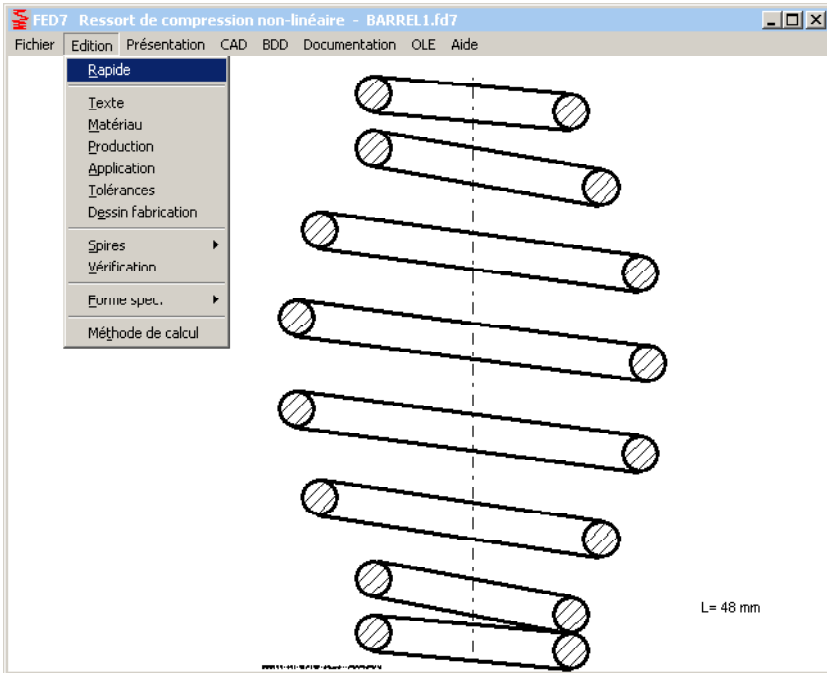 FED7 Ressort de compression non-linéaire - BARREL1.fd7
Fichier Edition Présentation CAD BDD Documentation OLE Aide
Rapide
Texte
Matériau
Production
Application
Tolérances
Dessin fabrication
Spires
Vérification
Forme spec.
Méthode de calcul
L= 48 mm